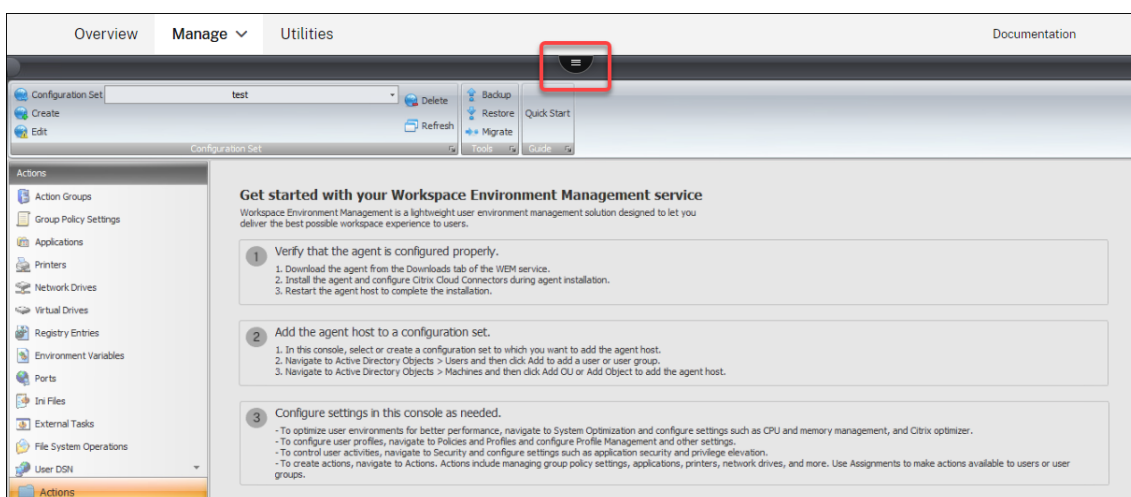 Overview Manage Utilities Documentation
Configuration Set test Delete Backup
Create Restore Quick Start
Edit Refresh Migrate
Configuration Set Tools Guide
Actions
Action Groups
Group Policy Settings
Applications
Printers
Network Drives
Virtual Drives
Registry Entries
Environment Variables
Ports
Ini Files
External Tasks
File System Operations
User DSN
Actions
Get started with your Workspace Environment Management service
Workspace Environment Management is a lightweight user environment management solution designed to let you
deliver the best possible workspace experience to users.
1 Verify that the agent is configured properly.
1. Download the agent from the Downloads tab of the WEM service.
2. Install the agent and configure Citrix Cloud Connectors during agent installation.
3. Restart the agent host to complete the installation.
2 Add the agent host to a configuration set.
1. In this console, select or create a configuration set to which you want to add the agent host.
2. Navigate to Active Directory Objects > Users and then click Add to add a user or user group.
3. Navigate to Active Directory Objects > Machines and then click Add OU or Add Object to add the agent host.
3 Configure settings in this console as needed.
- To optimize user environments for better performance, navigate to System Optimization and configure settings such as CPU and memory management, and Citrix optimizer.
- To configure user profiles, navigate to Policies and Profiles and configure Profile Management and other settings.
- To control user activities, navigate to Security and configure settings such as application security and privilege elevation.
- To create actions, navigate to Actions. Actions include managing group policy settings, applications, printers, network drives, and more. Use Assignments to make actions available to users or user
groups.